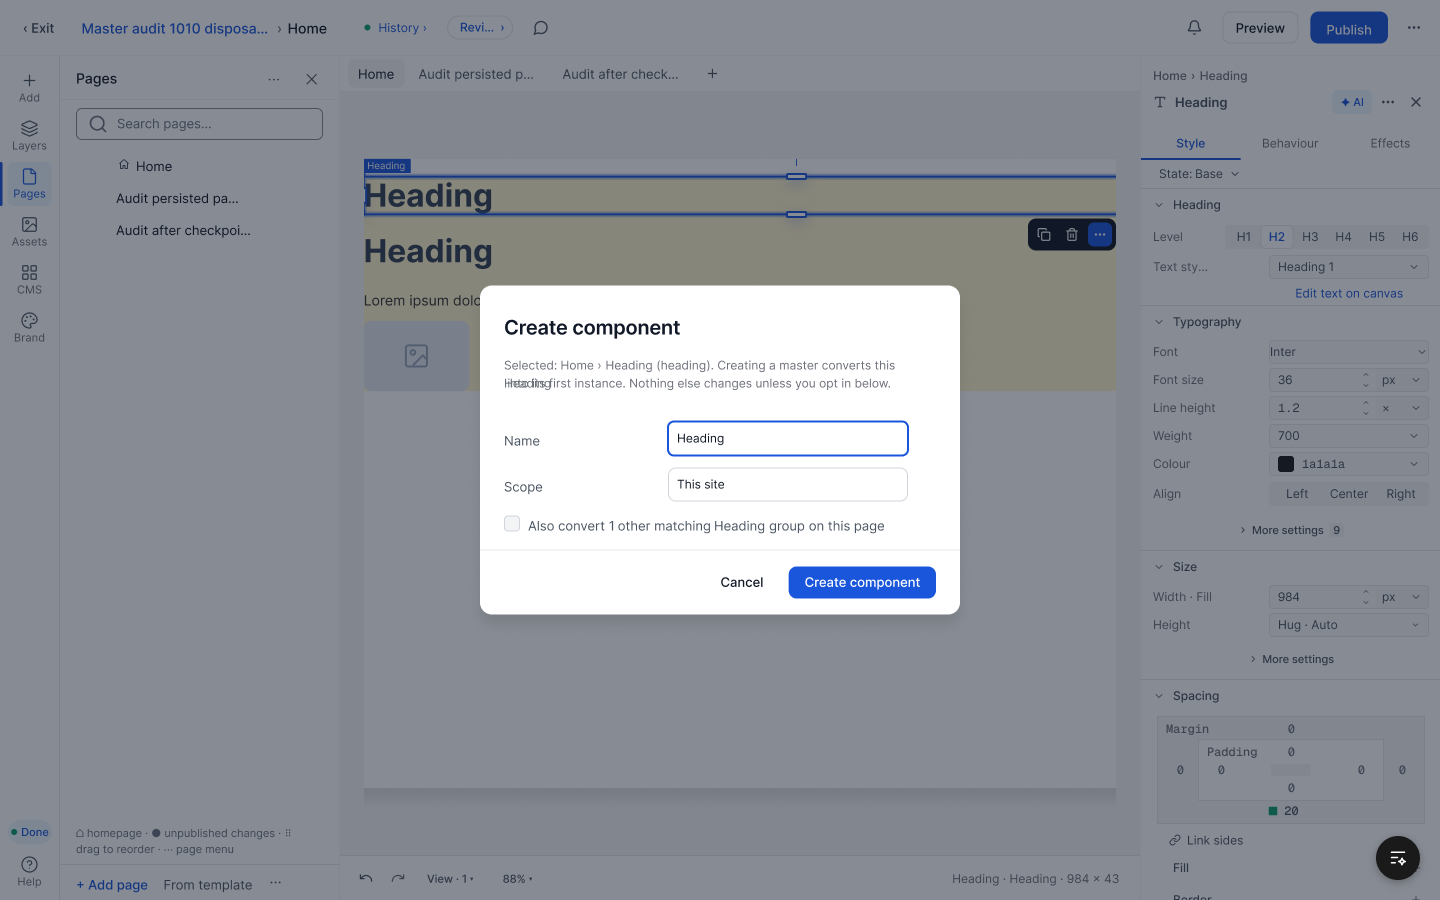 ‹ Exit
Master audit 1010 disposa... › Home
History ›
Revi... ›
Preview
Publish
Add
Layers
Pages
Assets
CMS
Brand
Done
Help
Pages
Search pages...
Home
Audit persisted pa...
Audit after checkpoi...
homepage · ● unpublished changes · ⠿
drag to reorder · ··· page menu
+ Add page
From template
Home
Audit persisted p...
Audit after check...
Heading
Heading
Heading
Lorem ipsum dolo
Create component
Selected: Home › Heading (heading). Creating a master converts this
Heading
into its first instance. Nothing else changes unless you opt in below.
Name
Heading
Scope
This site
Also convert 1 other matching Heading group on this page
Cancel
Create component
View · 1
88%
Heading · Heading · 984 × 43
Home › Heading
Heading
AI
Style
Behaviour
Effects
State: Base
Heading
Level
H1 H2 H3 H4 H5 H6
Text sty...
Heading 1
Edit text on canvas
Typography
Font
Inter
Font size
36
px
Line height
1.2
×
Weight
700
Colour
1a1a1a
Align
Left Center Right
More settings 9
Size
Width · Fill
984
px
Height
Hug · Auto
More settings
Spacing
Margin 0
Padding 0
0 0 0 0
0
20
Link sides
Fill
Border